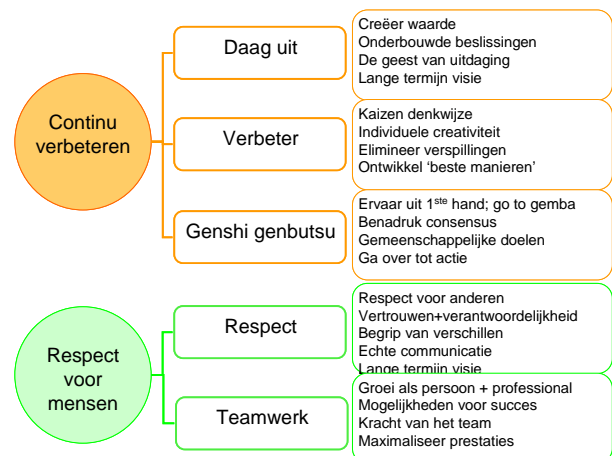 Continu
verbeteren
Daag uit
Creëer waarde
Onderbouwde beslissingen
De geest van uitdaging
Lange termijn visie
Verbeter
Kaizen denkwijze
Individuele creativiteit
Elimineer verspillingen
Ontwikkel ‘beste manieren’
Genshi genbutsu
Ervaar uit 1ste hand; go to gemba
Benadruk consensus
Gemeenschappelijke doelen
Ga over tot actie
Respect
voor
mensen
Respect
Respect voor anderen
Vertrouwen+verantwoordelijkheid
Begrip van verschillen
Echte communicatie
Lange termijn visie
Teamwerk
Groei als persoon + professional
Mogelijkheden voor succes
Kracht van het team
Maximaliseer prestaties